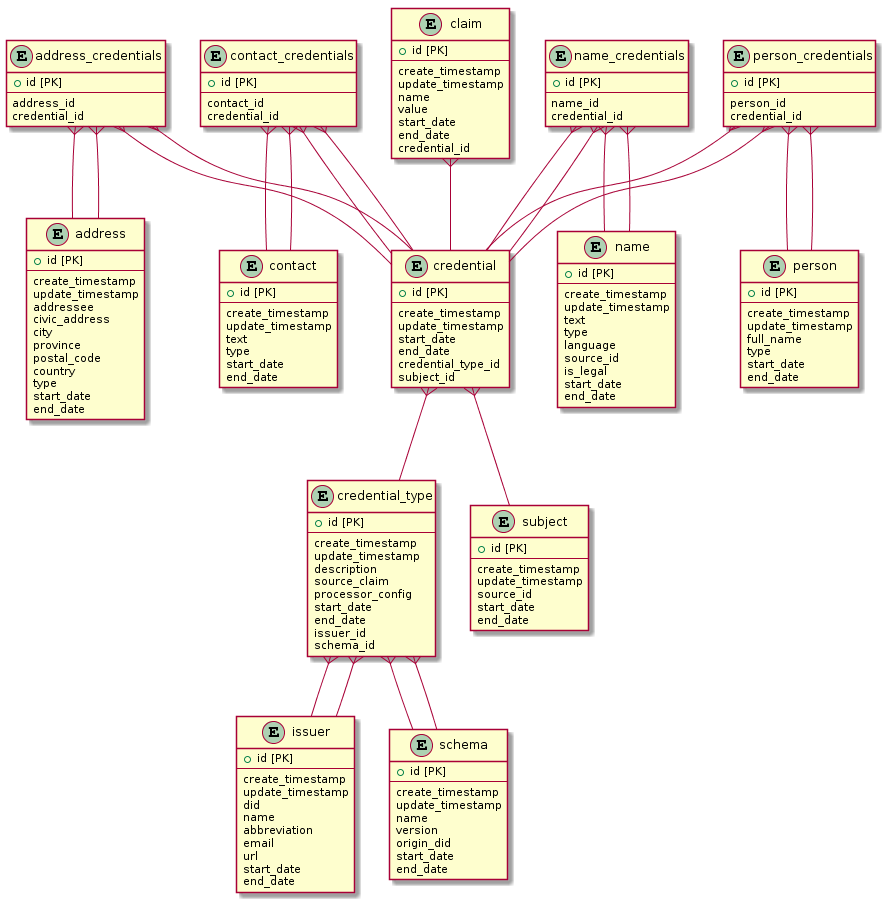 E claim
id [PK]
create_timestamp
update_timestamp
name
value
start_date
end_date
credential_id
E address_credentials
id [PK]
address_id
credential_id
E contact_credentials
id [PK]
contact_id
credential_id
E name_credentials
id [PK]
name_id
credential_id
E person_credentials
id [PK]
person_id
credential_id
E address
id [PK]
create_timestamp
update_timestamp
addressee
civic_address
city
province
postal_code
country
type
start_date
end_date
E contact
id [PK]
create_timestamp
update_timestamp
text
type
start_date
end_date
E credential
id [PK]
create_timestamp
update_timestamp
start_date
end_date
credential_type_id
subject_id
E name
id [PK]
create_timestamp
update_timestamp
text
type
language
source_id
is_legal
start_date
end_date
E person
id [PK]
create_timestamp
update_timestamp
full_name
type
start_date
end_date
E credential_type
id [PK]
create_timestamp
update_timestamp
description
source_claim
processor_config
start_date
end_date
issuer_id
schema_id
E subject
id [PK]
create_timestamp
update_timestamp
source_id
start_date
end_date
E issuer
id [PK]
create_timestamp
update_timestamp
did
name
abbreviation
email
url
start_date
end_date
E schema
id [PK]
create_timestamp
update_timestamp
name
version
origin_did
start_date
end_date